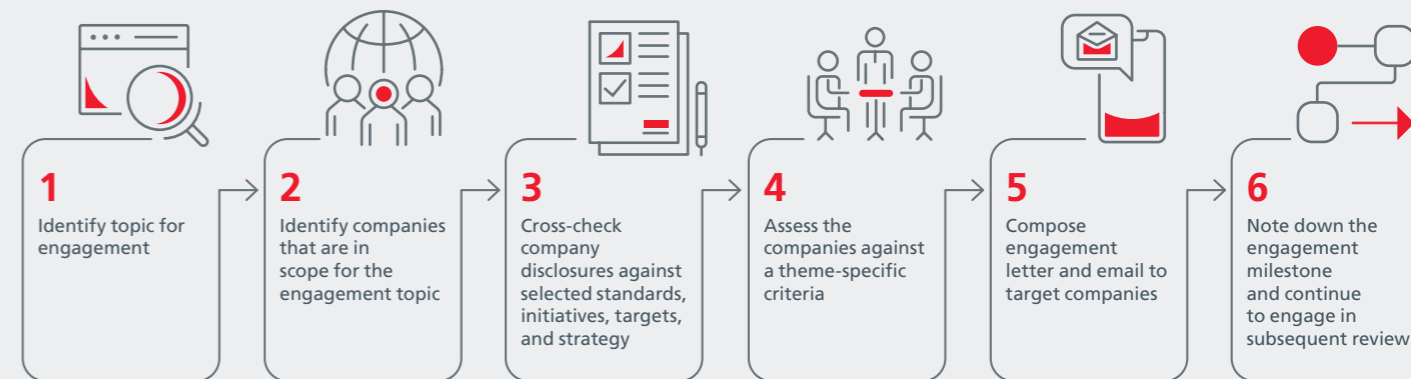 1
Identify topic for
engagement
2
Identify companies
that are in
scope for the
engagement topic
3
Cross-check
company
disclosures against
selected standards,
initiatives, targets,
and strategy
4
Assess the
companies against
a theme-specific
criteria
5
Compose
engagement
letter and email to
target companies
6
Note down the
engagement
milestone
and continue
to engage in
subsequent review